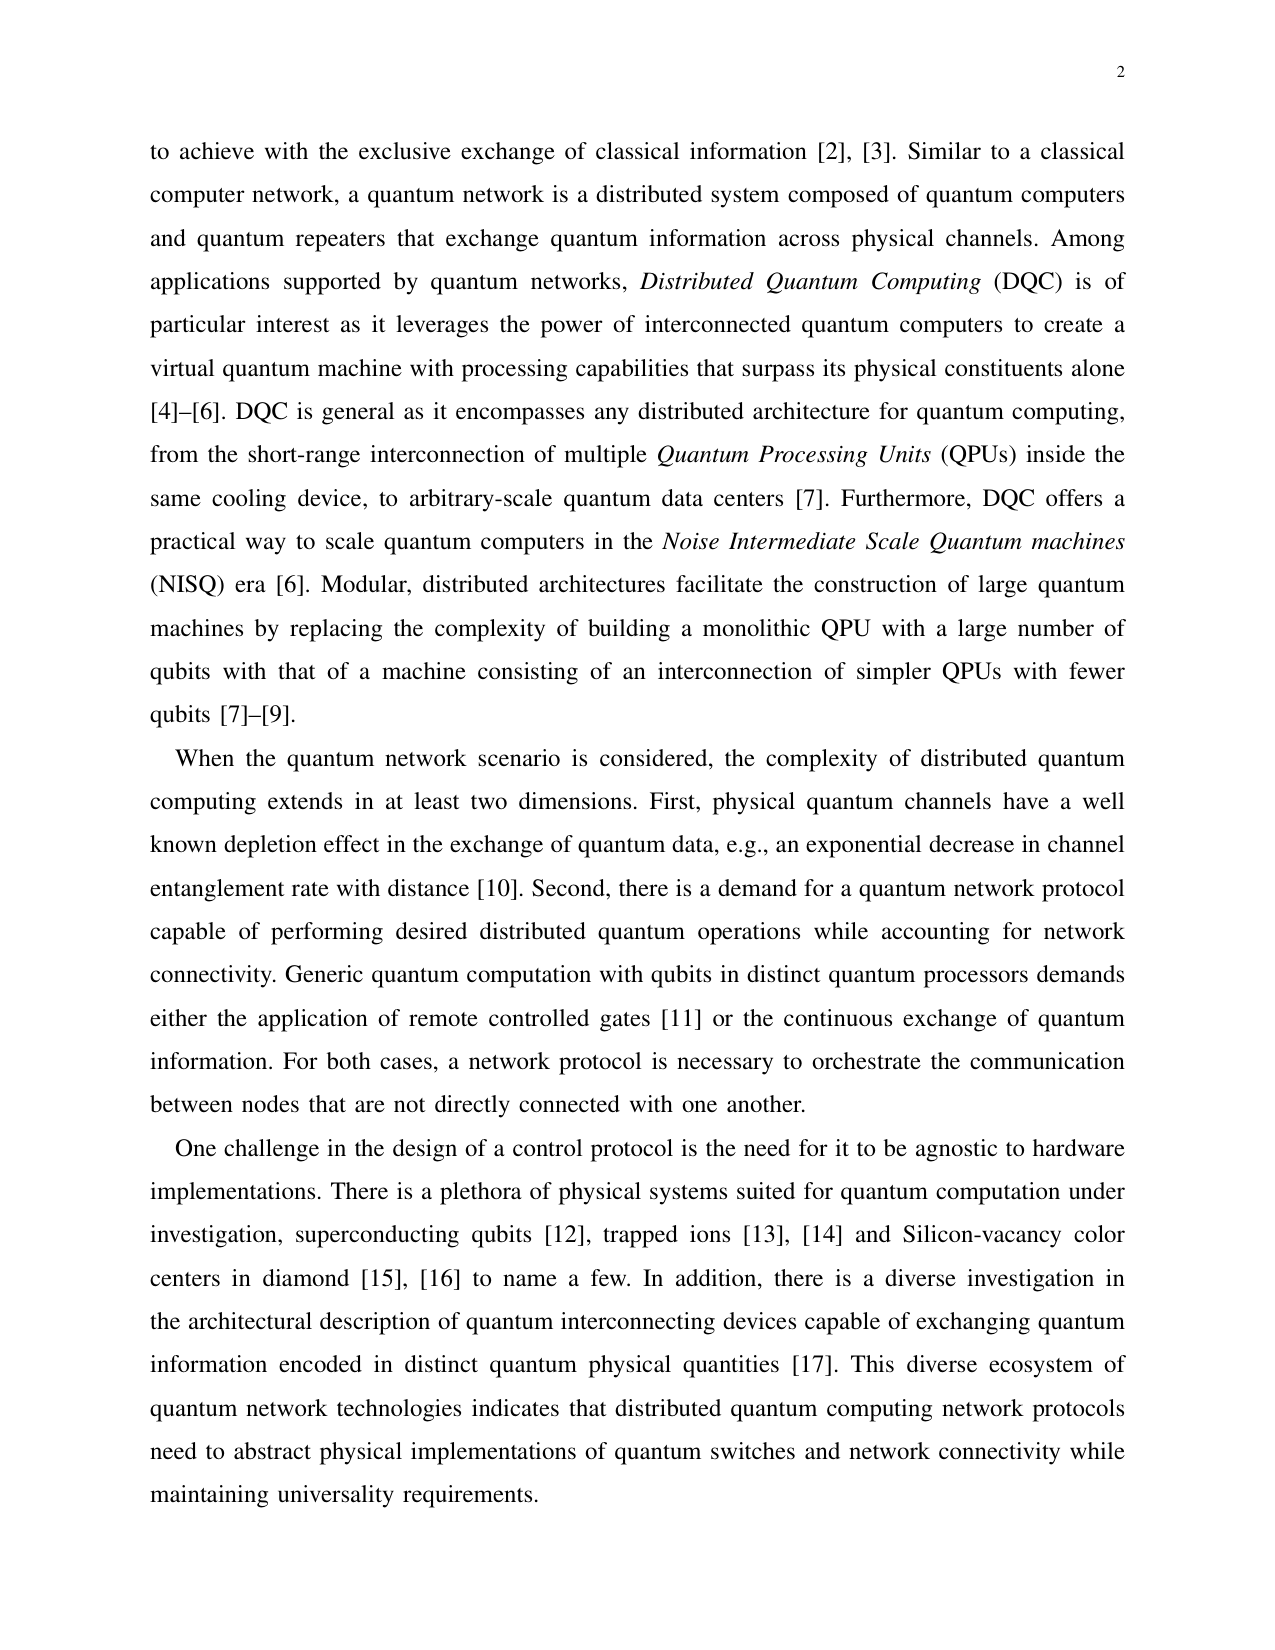 2
to achieve with the exclusive exchange of classical information [2], [3]. Similar to a classical
computer network, a quantum network is a distributed system composed of quantum computers
and quantum repeaters that exchange quantum information across physical channels. Among
applications supported by quantum networks, Distributed Quantum Computing (DQC) is of
particular interest as it leverages the power of interconnected quantum computers to create a
virtual quantum machine with processing capabilities that surpass its physical constituents alone
[4]–[6]. DQC is general as it encompasses any distributed architecture for quantum computing,
from the short-range interconnection of multiple Quantum Processing Units (QPUs) inside the
same cooling device, to arbitrary-scale quantum data centers [7]. Furthermore, DQC offers a
practical way to scale quantum computers in the Noise Intermediate Scale Quantum machines
(NISQ) era [6]. Modular, distributed architectures facilitate the construction of large quantum
machines by replacing the complexity of building a monolithic QPU with a large number of
qubits with that of a machine consisting of an interconnection of simpler QPUs with fewer
qubits [7]–[9].
When the quantum network scenario is considered, the complexity of distributed quantum
computing extends in at least two dimensions. First, physical quantum channels have a well
known depletion effect in the exchange of quantum data, e.g., an exponential decrease in channel
entanglement rate with distance [10]. Second, there is a demand for a quantum network protocol
capable of performing desired distributed quantum operations while accounting for network
connectivity. Generic quantum computation with qubits in distinct quantum processors demands
either the application of remote controlled gates [11] or the continuous exchange of quantum
information. For both cases, a network protocol is necessary to orchestrate the communication
between nodes that are not directly connected with one another.
One challenge in the design of a control protocol is the need for it to be agnostic to hardware
implementations. There is a plethora of physical systems suited for quantum computation under
investigation, superconducting qubits [12], trapped ions [13], [14] and Silicon-vacancy color
centers in diamond [15], [16] to name a few. In addition, there is a diverse investigation in
the architectural description of quantum interconnecting devices capable of exchanging quantum
information encoded in distinct quantum physical quantities [17]. This diverse ecosystem of
quantum network technologies indicates that distributed quantum computing network protocols
need to abstract physical implementations of quantum switches and network connectivity while
maintaining universality requirements.